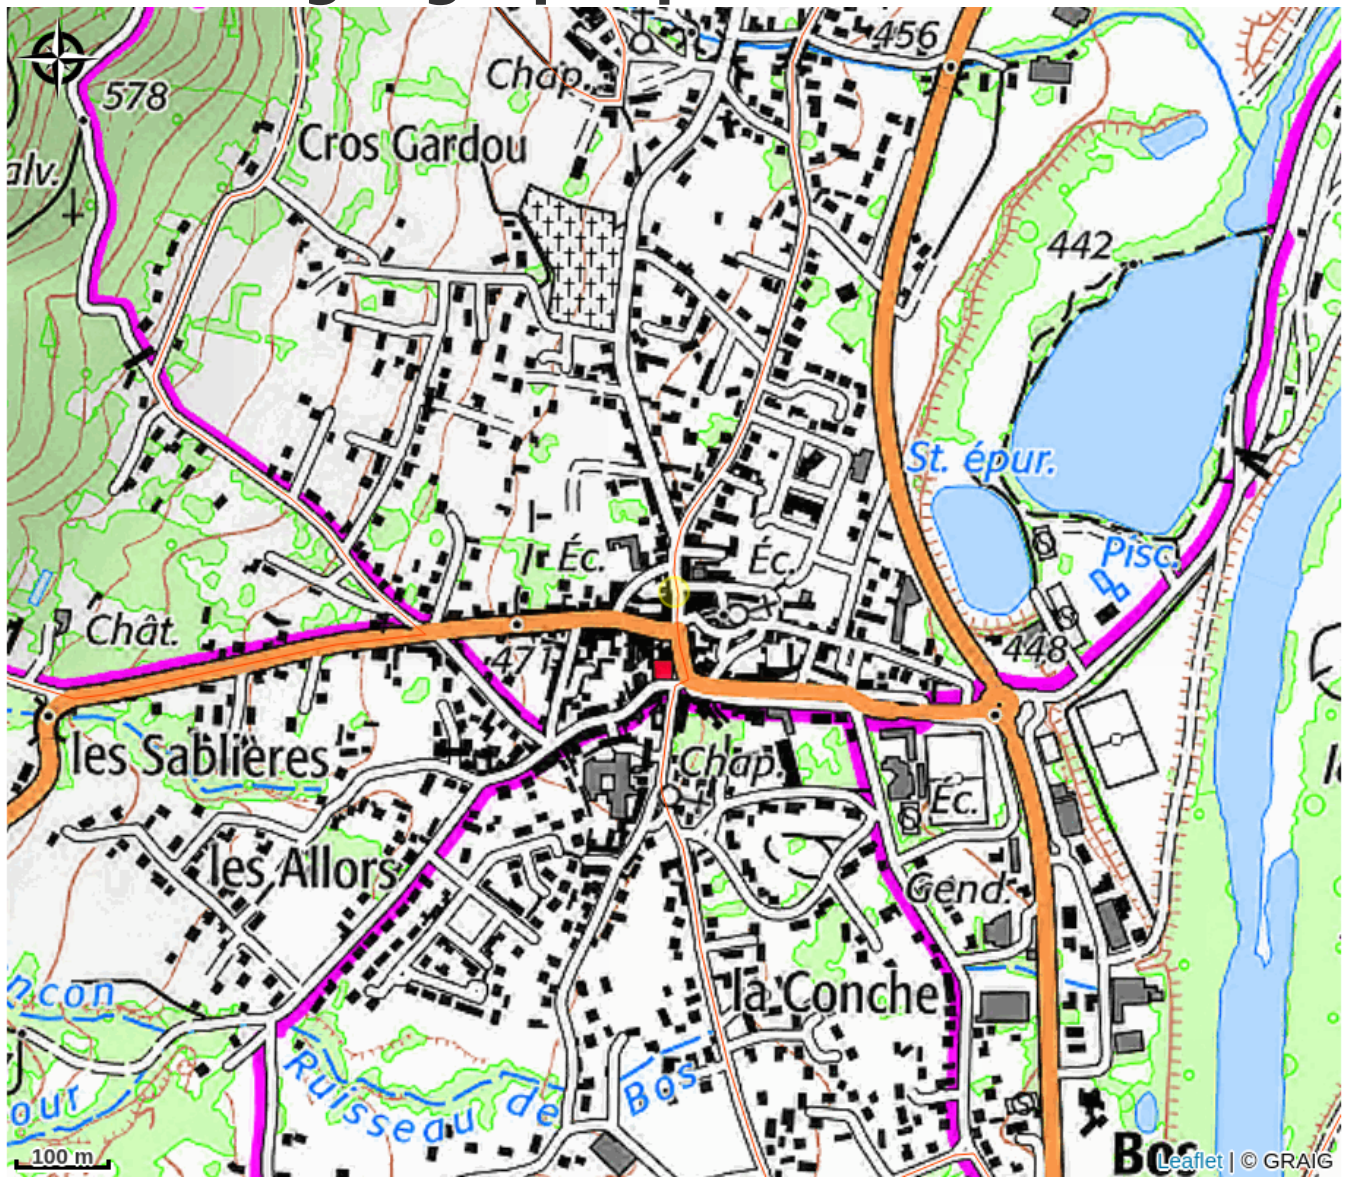 456
Chap.
578
Cros Gardou
alv.
442
St. épur.
Éc.
Éc.
Pisc.
Chât.
471
448
les Sablières
Chap.
Éc.
les Allors
Gend.
la Conche
ncon
Ruisseau de Bos
our
Bos
100 m
Leaflet | © GRAIG